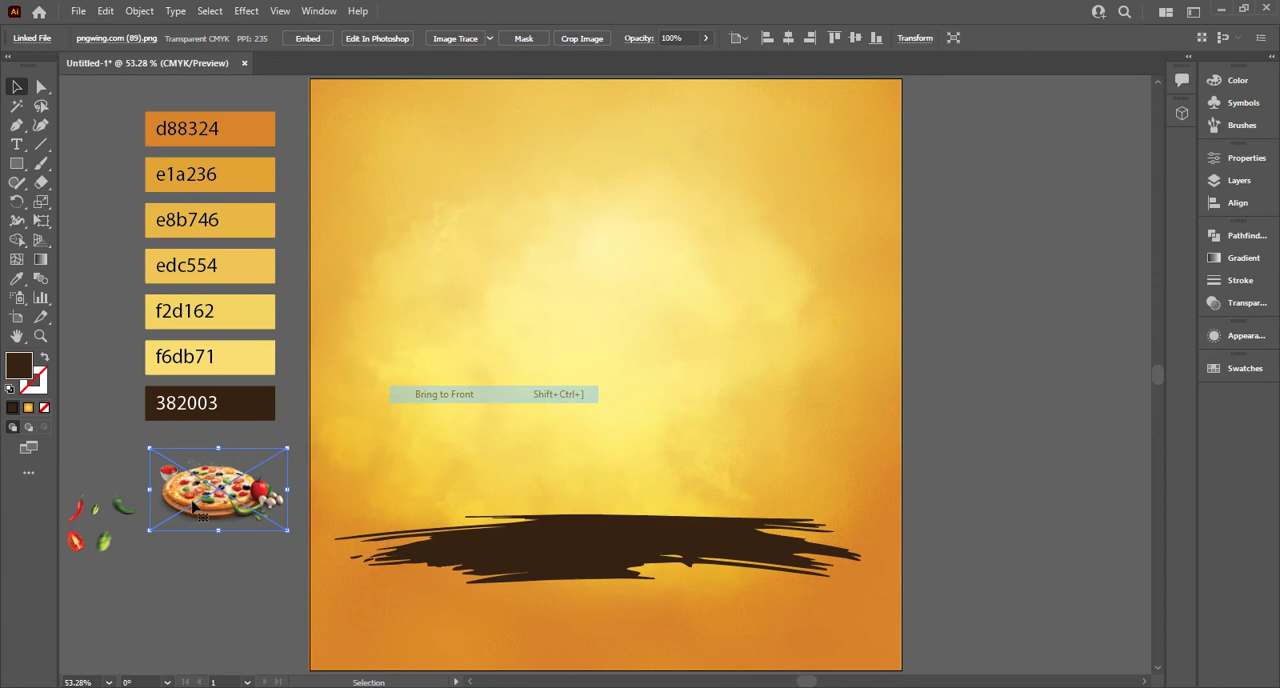 Ai File Edit Object Type Select Effect View Window Help
Linked File pngwing.com (89).png Transparent CMYK PPI: 235 Embed Edit In Photoshop Image Trace Mask Crop Image Opacity: 100% Transform
Untitled-1* @ 53.28 % (CMYK/Preview) ×
d88324
e1a236
e8b746
edc554
f2d162
f6db71
382003
Bring to Front Shift+Ctrl+]
Color
Symbols
Brushes
Properties
Layers
Align
Pathfind...
Gradient
Stroke
Transpar...
Appeara...
Swatches
53.28% 0° 1 Selection